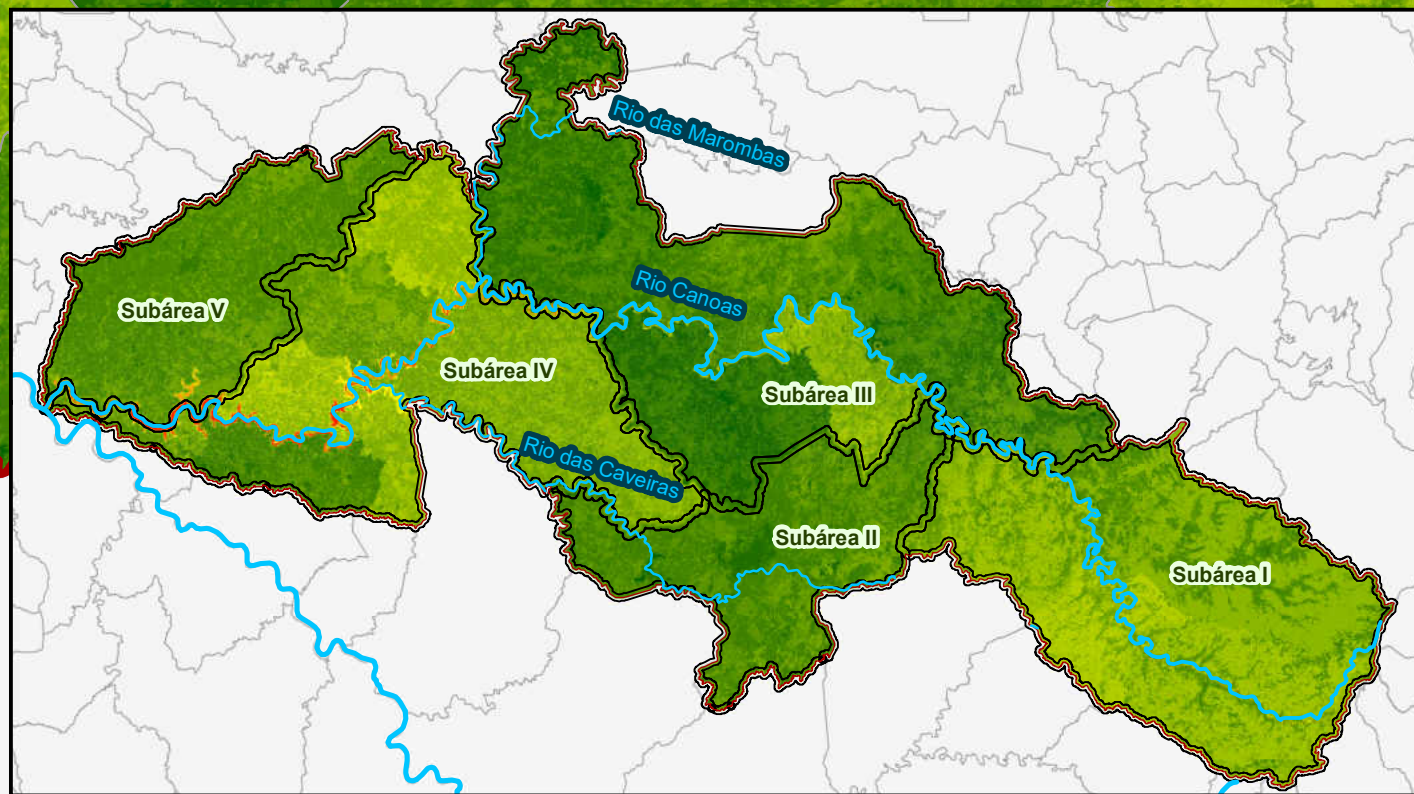 Rio das Marombas
Rio Canoas
Subárea V
Subárea IV
Subárea III
Rio das Caveiras
Subárea II
Subárea I